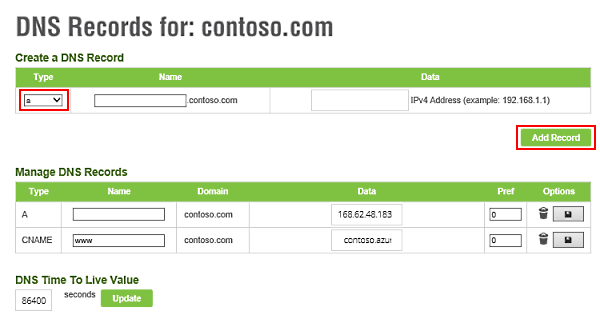 DNS Records for: contoso.com
Create a DNS Record
Type Name Data
a .contoso.com IPv4 Address (example: 192.168.1.1)
Add Record
Manage DNS Records
Type Name Domain Data Pref Options
A contoso.com 168.62.48.183 0
CNAME www contoso.com contoso.azur 0
DNS Time To Live Value
86400 seconds Update